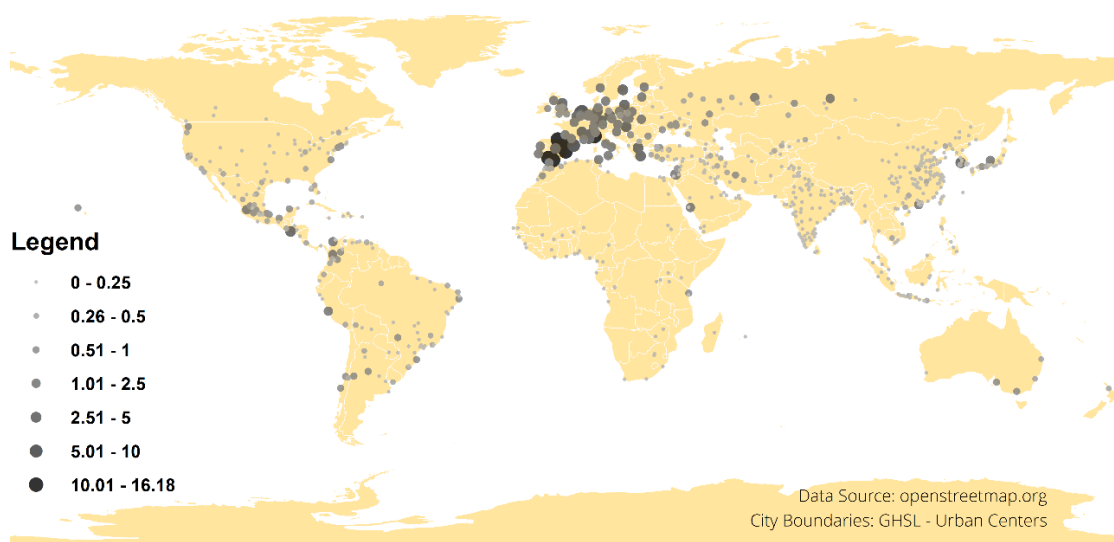 Legend
0 - 0.25
0.26 - 0.5
0.51 - 1
1.01 - 2.5
2.51 - 5
5.01 - 10
10.01 - 16.18
Data Source: openstreetmap.org
City Boundaries: GHSL - Urban Centers